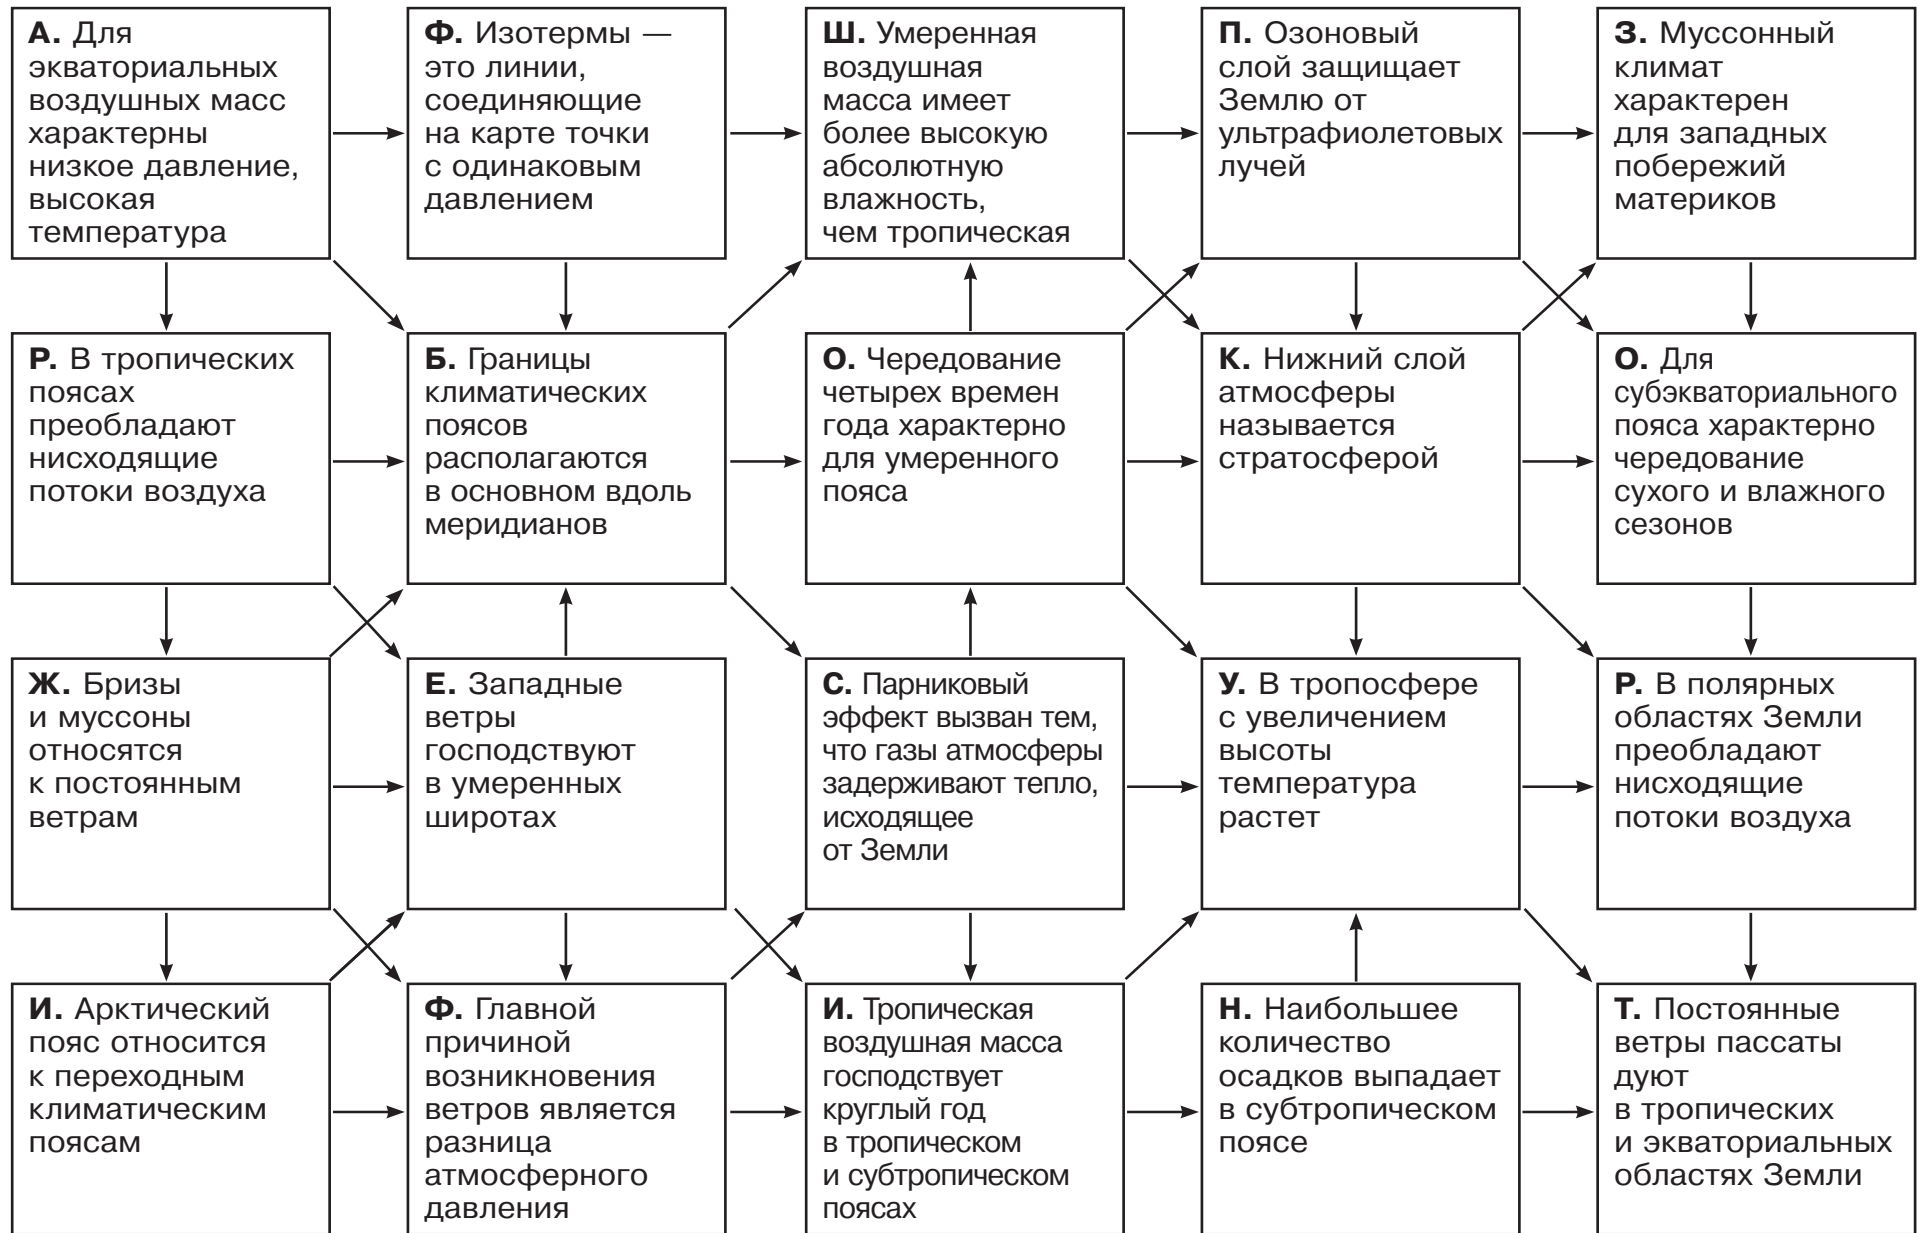 А. Для
экваториальных
воздушных масс
характерны
низкое давление,
высокая
температура
Ф. Изотермы —
это линии,
соединяющие
на карте точки
с одинаковым
давлением
Ш. Умеренная
воздушная
масса имеет
более высокую
абсолютную
влажность,
чем тропическая
П. Озоновый
слой защищает
Землю от
ультрафиолетовых
лучей
З. Муссонный
климат
характерен
для западных
побережий
материков
Р. В тропических
поясах
преобладают
нисходящие
потоки воздуха
Б. Границы
климатических
поясов
располагаются
в основном вдоль
меридианов
О. Чередование
четырех времен
года характерно
для умеренного
пояса
К. Нижний слой
атмосферы
называется
стратосферой
О. Для
субэкваториального
пояса характерно
чередование
сухого и влажного
сезонов
Ж. Бризы
и муссоны
относятся
к постоянным
ветрам
Е. Западные
ветры
господствуют
в умеренных
широтах
С. Парниковый
эффект вызван тем,
что газы атмосферы
задерживают тепло,
исходящее
от Земли
У. В тропосфере
с увеличением
высоты
температура
растет
Р. В полярных
областях Земли
преобладают
нисходящие
потоки воздуха
И. Арктический
пояс относится
к переходным
климатическим
поясам
Ф. Главной
причиной
возникновения
ветров является
разница
атмосферного
давления
И. Тропическая
воздушная масса
господствует
круглый год
в тропическом
и субтропическом
поясах
Н. Наибольшее
количество
осадков выпадает
в субтропическом
поясе
Т. Постоянные
ветры пассаты
дуют
в тропических
и экваториальных
областях Земли